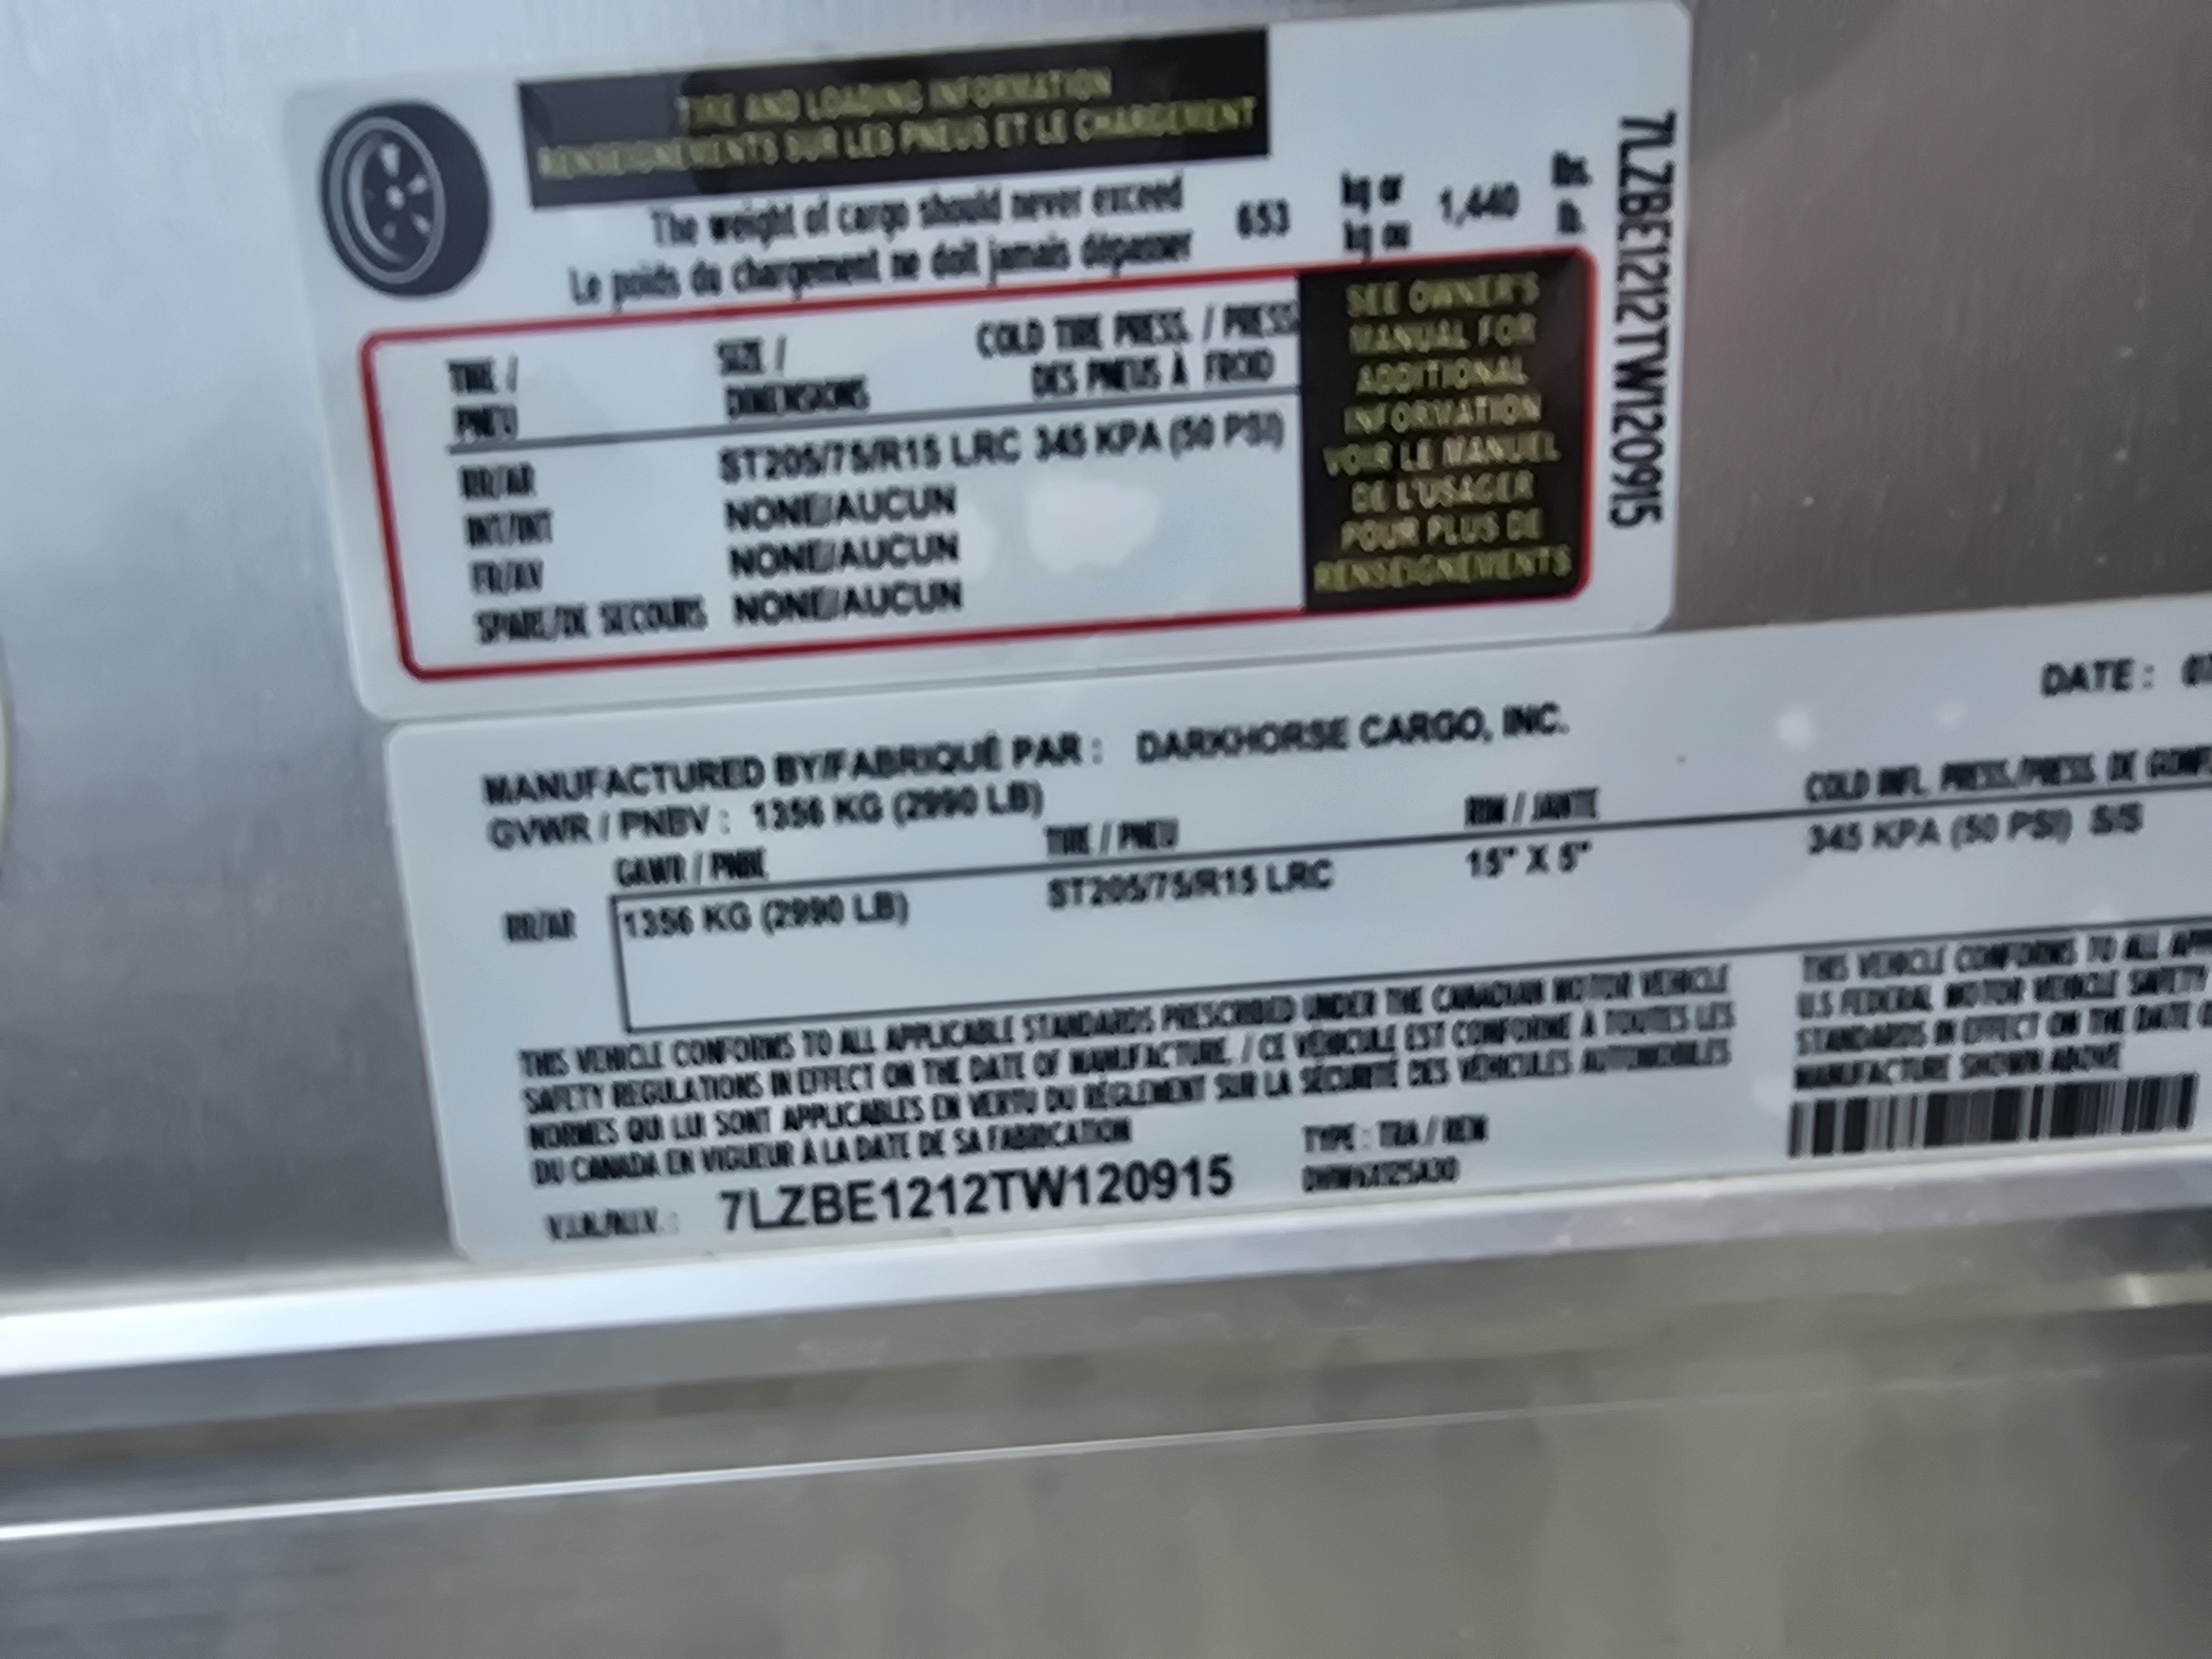 TIRE AND LOADING INFORMATION
RENSEIGNEMENTS SUR LES PNEUS ET LE CHARGEMENT
The weight of cargo should never exceed 653 kg or 1,440 lbs.
Le poids du chargement ne doit jamais dépasser kg ou lb.
TIRE / SIZE / COLD TIRE PRESS. / PRESS
PNEU DIMENSIONS DES PNEUS À FROID
RR/AR ST205/75/R15 LRC 345 KPA (50 PSI)
INT/INT NONE/AUCUN
FR/AV NONE/AUCUN
SPARE/DE SECOURS NONE/AUCUN
SEE OWNER'S
MANUAL FOR
ADDITIONAL
INFORMATION
VOIR LE MANUEL
DE L'USAGER
POUR PLUS DE
RENSEIGNEMENTS
7LZBE1212TW120915
DATE :
MANUFACTURED BY/FABRIQUÉ PAR : DARKHORSE CARGO, INC.
GVWR / PNBV : 1356 KG (2990 LB)
GAWR / PNBE TIRE / PNEU RIM / JANTE COLD INFL. PRESS./PRESS. DE
RR/AR 1356 KG (2990 LB) ST205/75/R15 LRC 15" X 5" 345 KPA (50 PSI) S/S
THIS VEHICLE CONFORMS TO ALL APPLICABLE STANDARDS PRESCRIBED UNDER THE CANADIAN MOTOR VEHICLE
SAFETY REGULATIONS IN EFFECT ON THE DATE OF MANUFACTURE. / CE VÉHICULE EST CONFORME À TOUTES LES
NORMES QUI LUI SONT APPLICABLES EN VERTU DU RÉGLEMENT SUR LA SÉCURITÉ DES VÉHICULES AUTOMOBILES
DU CANADA EN VIGUEUR À LA DATE DE SA FABRICATION
THIS VEHICLE CONFORMS TO ALL
U.S FEDERAL MOTOR VEHICLE SAFETY
STANDARDS IN EFFECT ON THE DATE
MANUFACTURE SHOWN ABOVE
TYPE : TRA / REM
V.I.N./N.I.V. : 7LZBE1212TW120915